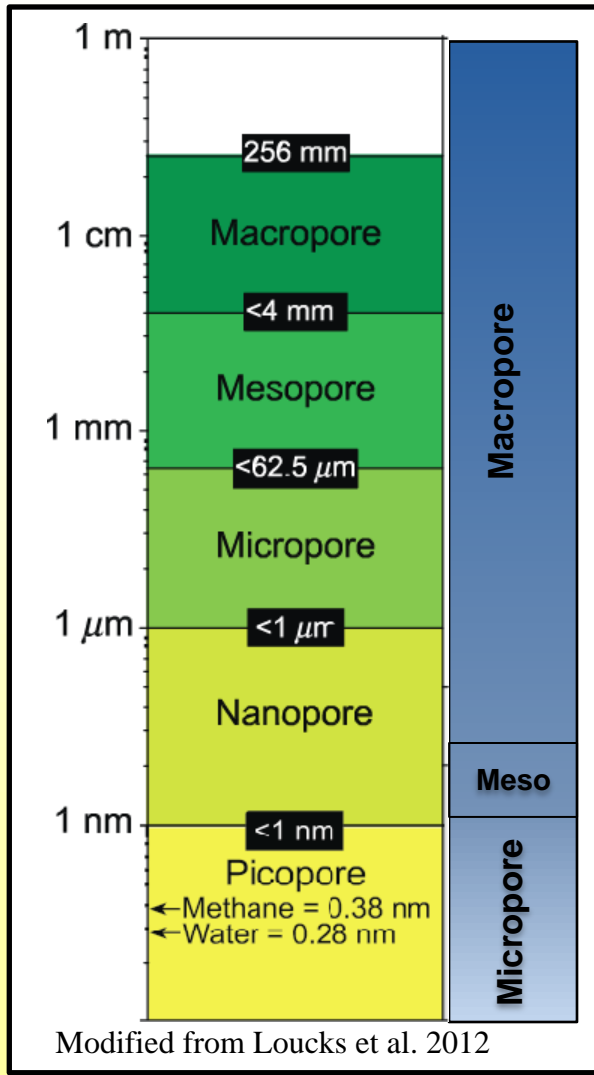 1 m
256 mm
1 cm
Macropore
<4 mm
Mesopore
1 mm
<62.5 μm
Micropore
1 μm
<1 μm
Nanopore
1 nm
<1 nm
Picopore
←Methane = 0.38 nm
←Water = 0.28 nm
Macropore
Meso
Micropore
Modified from Loucks et al. 2012